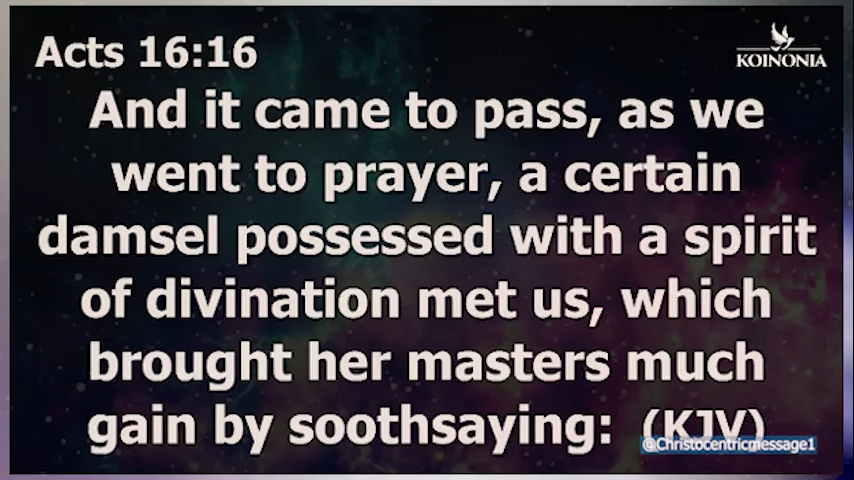 Acts 16:16
KOINONIA
And it came to pass, as we
went to prayer, a certain
damsel possessed with a spirit
of divination met us, which
brought her masters much
gain by soothsaying: (KJV)
@Christocentricmessage1